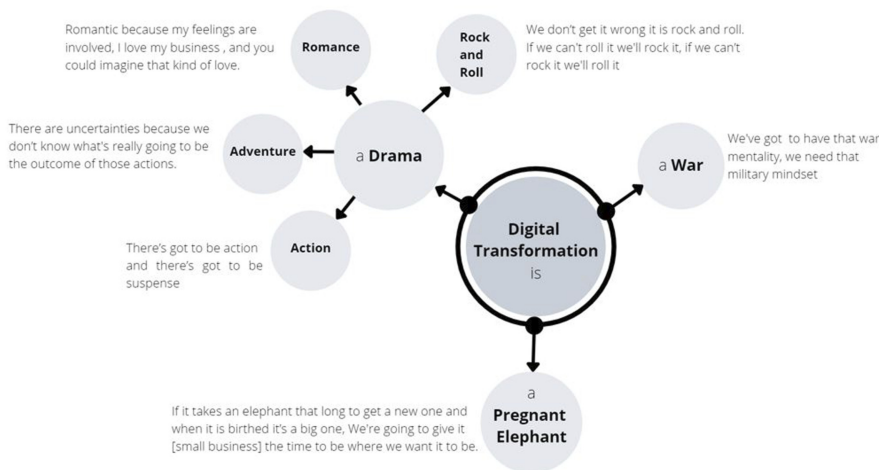 Romantic because my feelings are
involved, I love my business , and you
could imagine that kind of love.
Romance
Rock
and
Roll
We don't get it wrong it is rock and roll.
If we can't roll it we'll rock it, if we can't
rock it we'll roll it
There are uncertainties because we
don't know what's really going to be
the outcome of those actions.
Adventure
a Drama
a War
We've got to have that war
mentality, we need that
military mindset
There's got to be action
and there's got to be
suspense
Action
Digital
Transformation
is
If it takes an elephant that long to get a new one and
when it is birthed it's a big one, We're going to give it
[small business] the time to be where we want it to be.
a
Pregnant
Elephant